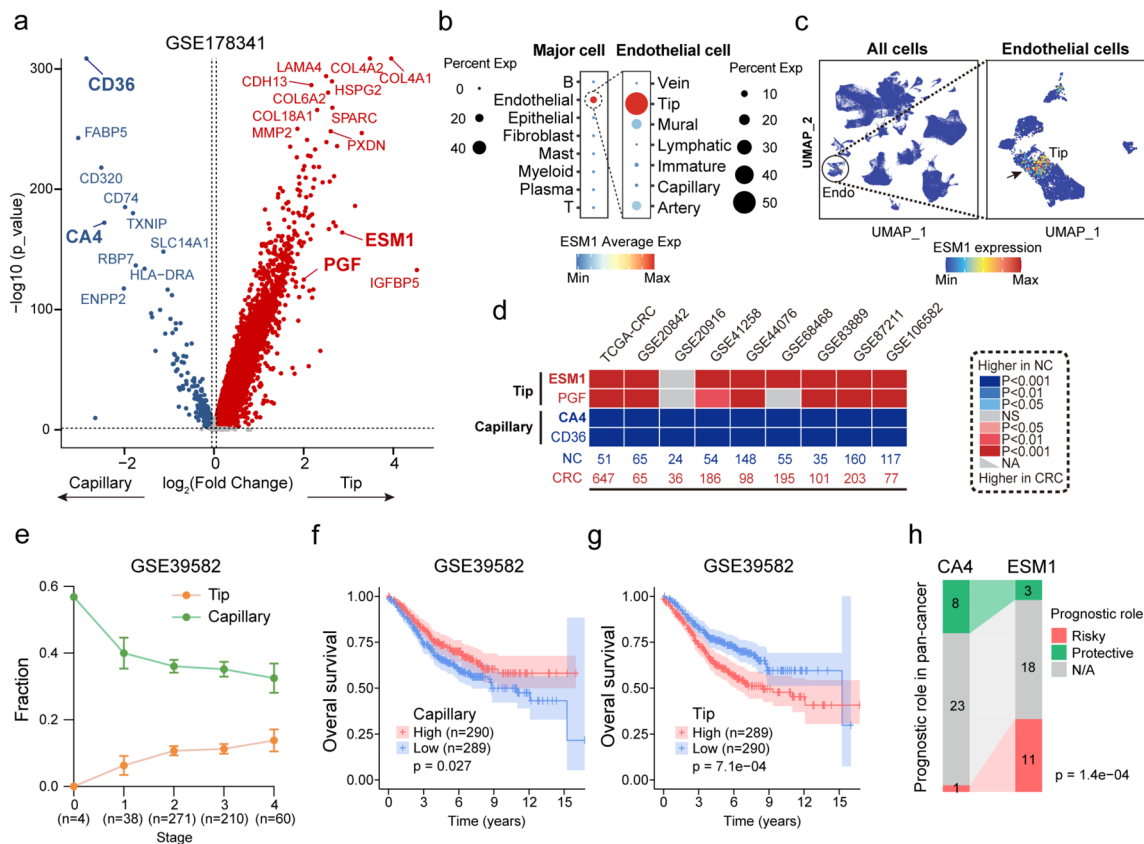 a
GSE178341
−log10 (p_value)
300
200
100
0
CD36
FABP5
CD320
CD74
TXNIP
CA4
SLC14A1
RBP7
HLA−DRA
ENPP2
LAMA4
COL4A2
CDH13
COL4A1
HSPG2
COL6A2
COL18A1
SPARC
MMP2
PXDN
ESM1
PGF
IGFBP5
−2
0
2
4
Capillary
log2(Fold Change)
Tip
b
Major cell
Endothelial cell
Percent Exp
0
20
40
B
Endothelial
Epithelial
Fibroblast
Mast
Myeloid
Plasma
T
Vein
Tip
Mural
Lymphatic
Immature
Capillary
Artery
Percent Exp
10
20
30
40
50
ESM1 Average Exp
Min Max
c
All cells
Endothelial cells
UMAP_2
Endo
Tip
UMAP_1
UMAP_1
ESM1 expression
Min Max
d
TCGA-CRC
GSE20842
GSE20916
GSE41258
GSE44076
GSE68468
GSE83889
GSE87211
GSE106582
Tip
ESM1
PGF
Capillary
CA4
CD36
NC 51 65 24 54 148 55 35 160 117
CRC 647 65 36 186 98 195 101 203 77
Higher in NC
P<0.001
P<0.01
P<0.05
NS
P<0.05
P<0.01
P<0.001
NA
Higher in CRC
e
GSE39582
Fraction
0.6
0.4
0.2
0.0
Tip
Capillary
0 1 2 3 4
(n=4) (n=38) (n=271) (n=210) (n=60)
Stage
f
GSE39582
Overal survival
1.00
0.75
0.50
0.25
0.00
Capillary
High (n=290)
Low (n=289)
p = 0.027
0 3 6 9 12 15
Time (years)
g
GSE39582
Overal survival
1.00
0.75
0.50
0.25
0.00
Tip
High (n=289)
Low (n=290)
p = 7.1e−04
0 3 6 9 12 15
Time (years)
h
CA4
ESM1
Prognostic role in pan-cancer
8
23
1
3
18
11
Prognostic role
Risky
Protective
N/A
p = 1.4e−04